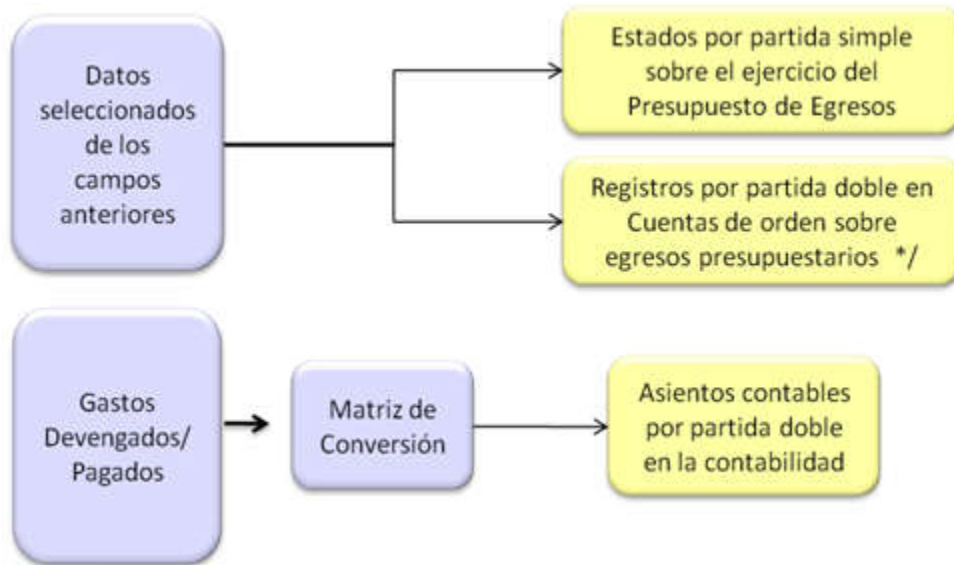 Datos
seleccionados
de los
campos
anteriores
Estados por partida simple
sobre el ejercicio del
Presupuesto de Egresos
Registros por partida doble en
Cuentas de orden sobre
egresos presupuestarios */
Gastos
Devengados/
Pagados
Matriz de
Conversión
Asientos contables
por partida doble
en la contabilidad